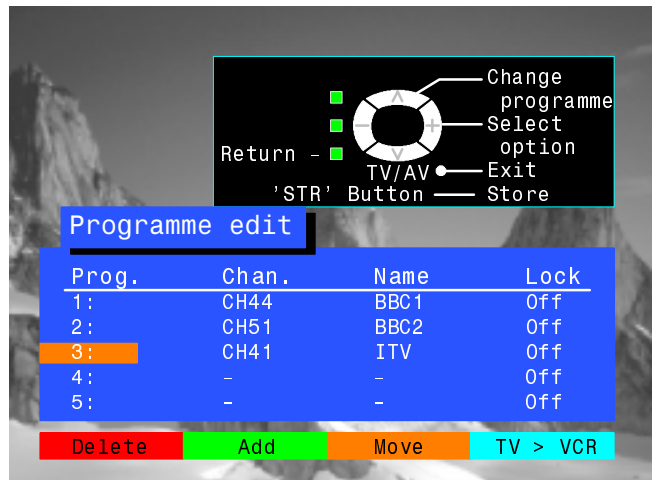 Change
programme
Select
option
Return –
TV/AV
Exit
'STR' Button
Store
Programme edit
Prog. Chan. Name Lock
1: CH44 BBC1 Off
2: CH51 BBC2 Off
3: CH41 ITV Off
4: – – Off
5: – – Off
Delete Add Move TV > VCR